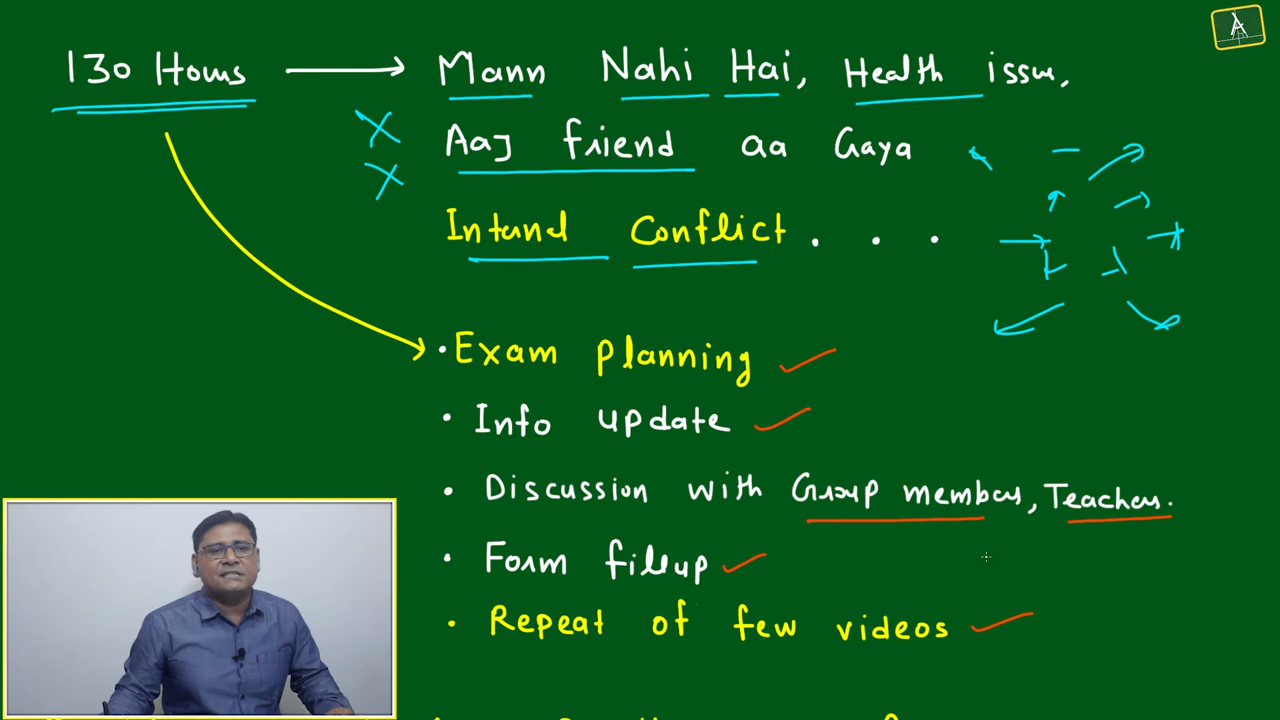 130 Hours → Mann Nahi Hai, Health issue,
Aaj friend aa Gaya
Internal Conflict . . .
• Exam planning ✓
• Info update ✓
• Discussion with Group members, Teachers.
• Form fillup ✓
• Repeat of few videos ✓
A